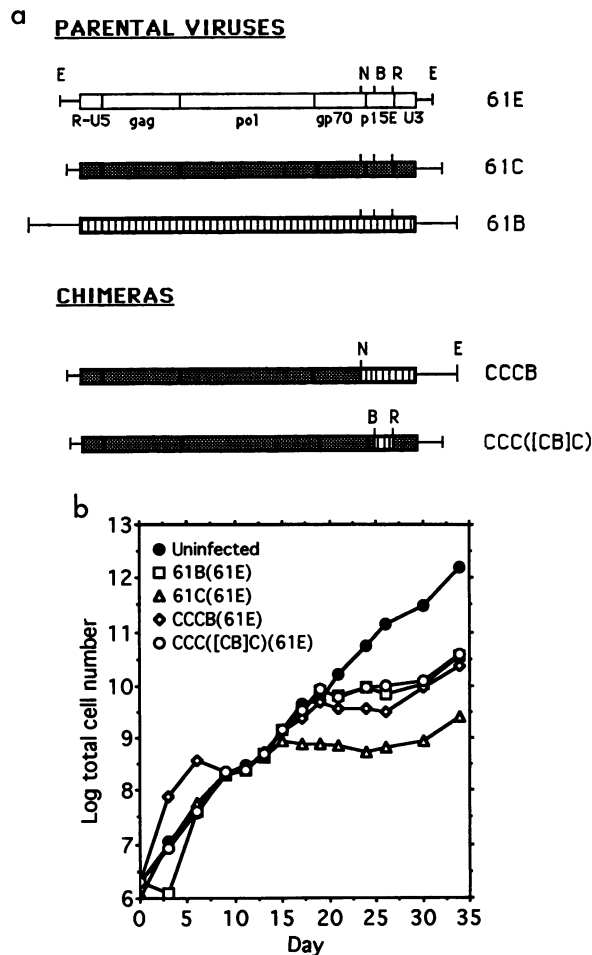 a
PARENTAL VIRUSES
E N B R E
61E
R-U5 gag pol gp70 p15E U3
61C
61B
CHIMERAS
N E
CCCB
B R
CCC([CB]C)
b
13
12
11
10
9
8
7
6
Log total cell number
Uninfected
61B(61E)
61C(61E)
CCCB(61E)
CCC([CB]C)(61E)
0 5 10 15 20 25 30 35
Day